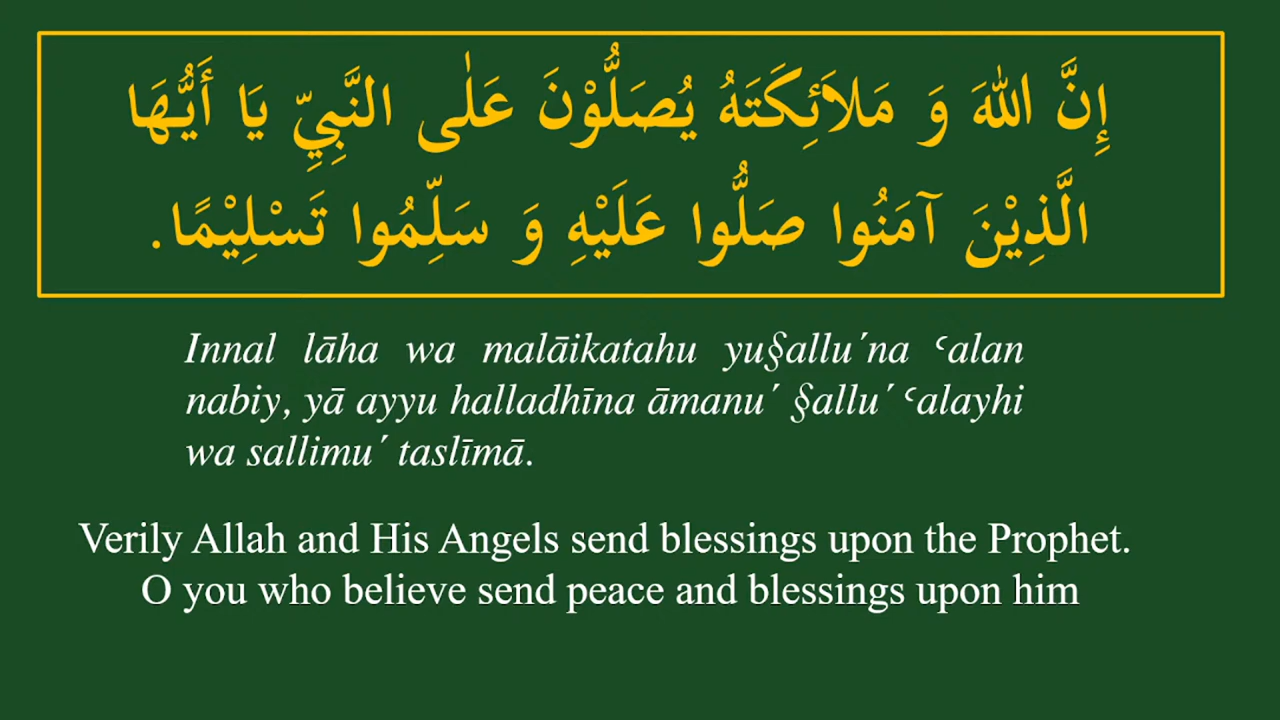 إِنَّ اللهَ وَ مَلاَئِكَتَهُ يُصَلُّوْنَ عَلٰى النَّبِيِّ يَا أَيُّهَا
الَّذِيْنَ آمَنُوا صَلُّوا عَلَيْهِ وَ سَلِّمُوا تَسْلِيْمًا.
Innal lāha wa malāikatahu yu§allu´na ʿalan
nabiy, yā ayyu halladhīna āmanu´ §allu´ ʿalayhi
wa sallimu´ taslīmā.
Verily Allah and His Angels send blessings upon the Prophet.
O you who believe send peace and blessings upon him